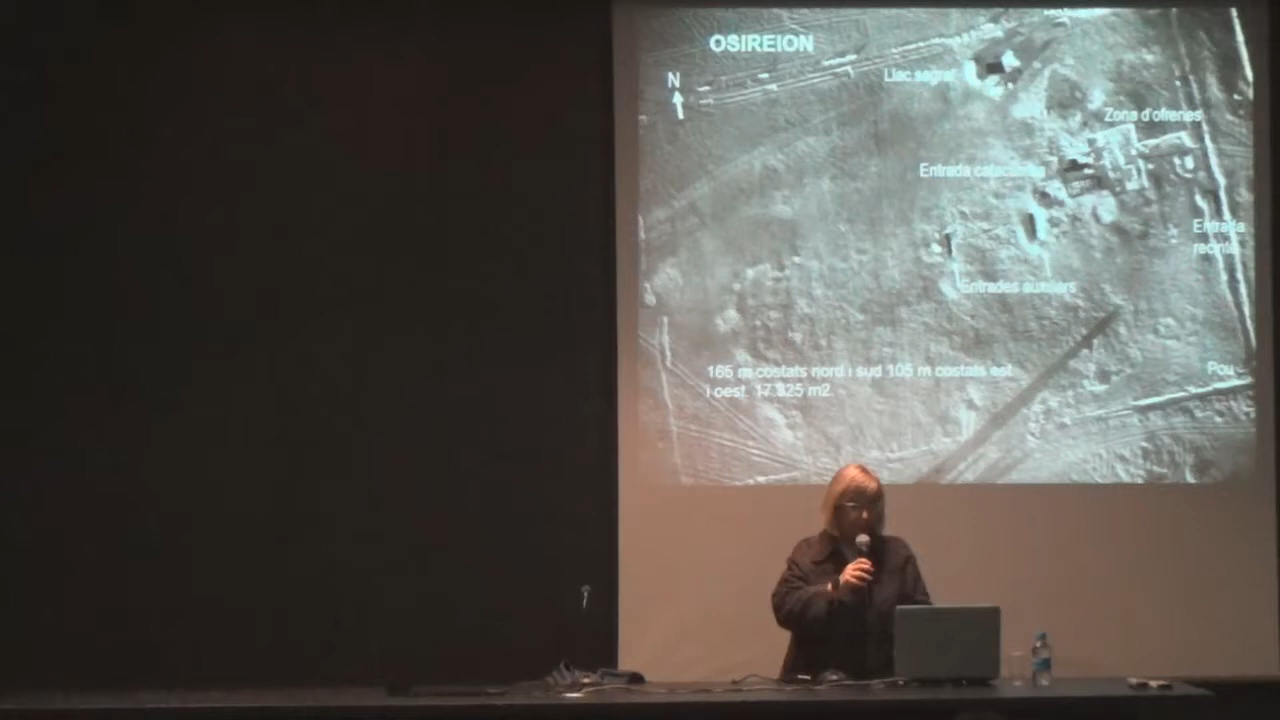 OSIREION
N
Llac sagrat
Zona d'ofrenes
Entrada catacumba
Entrada
recinte
Entrades auxiliars
165 m costats nord i sud 105 m costats est
i oest. 17.325 m2.
Pou